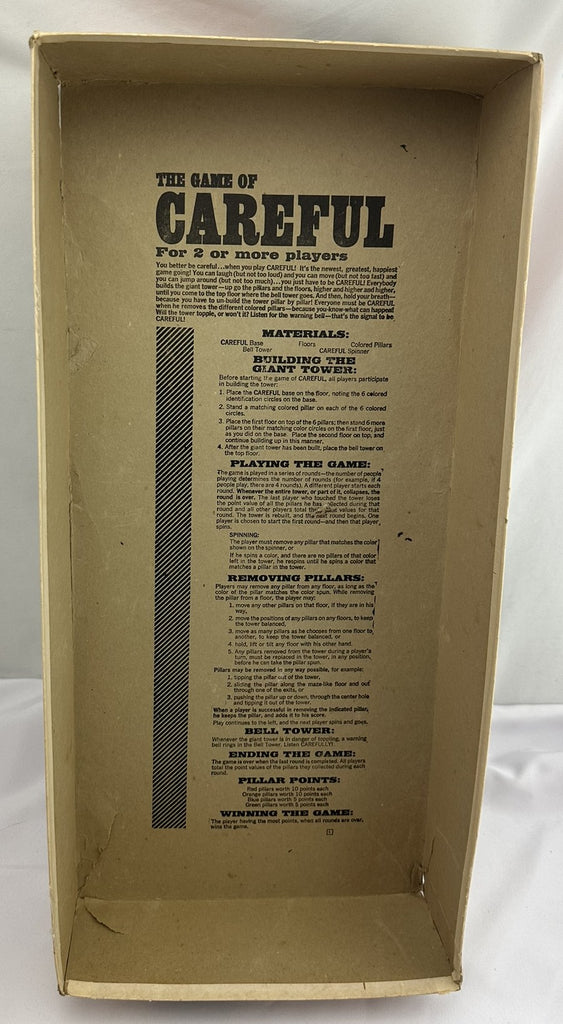 THE GAME OF
CAREFUL
For 2 or more players
You better be careful...when you play CAREFUL! It's the newest, greatest, happiest
game going! You can laugh (but not too loud) and you can move (but not too fast) and
you can jump around (but not too much)...you just have to be CAREFUL! Everybody
builds the giant tower—up go the pillars and the floors, higher and higher and higher,
until you come to the top floor where the bell tower goes. And then, hold your breath—
because you have to un-build the tower pillar by pillar! Everyone must be CAREFUL
when he removes the different colored pillars—because you-know-what can happen!
Will the tower topple, or won't it? Listen for the warning bell—that's the signal to be
CAREFUL!
MATERIALS:
CAREFUL Base Floors Colored Pillars
Bell Tower CAREFUL Spinner
BUILDING THE
GIANT TOWER:
Before starting the game of CAREFUL, all players participate
in building the tower:
1. Place the CAREFUL base on the floor, noting the 6 colored
identification circles on the base.
2. Stand a matching colored pillar on each of the 6 colored
circles.
3. Place the first floor on top of the 6 pillars; then stand 6 more
pillars on their matching color circles on the first floor, just
as you did on the base. Place the second floor on top, and
continue building up in this manner.
4. After the giant tower has been built, place the bell tower on
the top floor.
PLAYING THE GAME:
The game is played in a series of rounds—the number of people
playing determines the number of rounds (for example, if 4
people play, there are 4 rounds). A different player starts each
round. Whenever the entire tower, or part of it, collapses, the
round is over. The last player who touched the tower loses
the point value of all the pillars he has collected during that
round and all other players total the values for that
round. The tower is rebuilt, and the next round begins. One
player is chosen to start the first round—and then that player
spins.
SPINNING:
The player must remove any pillar that matches the color
shown on the spinner, or
If he spins a color, and there are no pillars of that color
left in the tower, he respins until he spins a color that
matches a pillar in the tower.
REMOVING PILLARS:
Players may remove any pillar from any floor, as long as the
color of the pillar matches the color spun. While removing
the pillar from a floor, the player may:
1. move any other pillars on that floor, if they are in his
way,
2. move the positions of any pillars on any floors, to keep
the tower balanced,
3. move as many pillars as he chooses from one floor to
another, to keep the tower balanced, or
4. hold, lift or tilt any floor with his other hand.
5. Any pillars removed from the tower during a player's
turn, must be replaced in the tower, in any position,
before he can take the pillar spun.
Pillars may be removed in any way possible, for example:
1. tipping the pillar out of the tower,
2. sliding the pillar along the maze-like floor and out
through one of the exits, or
3. pushing the pillar up or down, through the center hole
and tipping it out of the tower.
When a player is successful in removing the indicated pillar,
he keeps the pillar, and adds it to his score.
Play continues to the left, and the next player spins and goes.
BELL TOWER:
Whenever the giant tower is in danger of toppling, a warning
bell rings in the Bell Tower. Listen CAREFULLY!
ENDING THE GAME:
The game is over when the last round is completed. All players
total the point values of the pillars they collected during each
round.
PILLAR POINTS:
Red pillars worth 10 points each
Orange pillars worth 10 points each
Blue pillars worth 5 points each
Green pillars worth 5 points each
WINNING THE GAME:
The player having the most points, when all rounds are over,
wins the game.